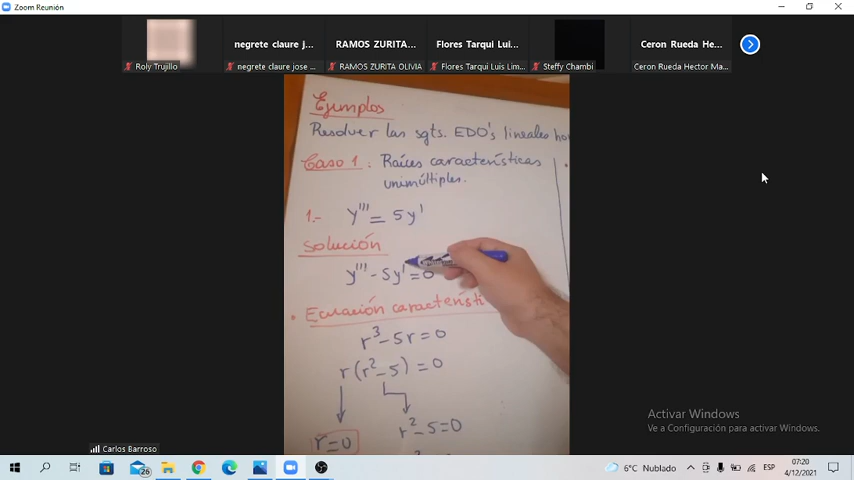 Zoom Reunión
negrete claure j... RAMOS ZURITA... Flores Tarqui Lui... Ceron Rueda He...
Roly Trujillo negrete claure jose ... RAMOS ZURITA OLIVIA Flores Tarqui Luis Lim... Steffy Chambi Ceron Rueda Hector Ma...
Ejemplos
Resolver las sgts. EDO's lineales ho
Caso 1: Raíces características
unimúltiples.
1.- y''' = 5y'
Solución
y''' - 5y' = 0
• Ecuación característi
r³ - 5r = 0
r(r² - 5) = 0
r² - 5 = 0
r = 0
Activar Windows
Ve a Configuración para activar Windows.
Carlos Barroso
26 6°C Nublado ESP 07:20
4/12/2021